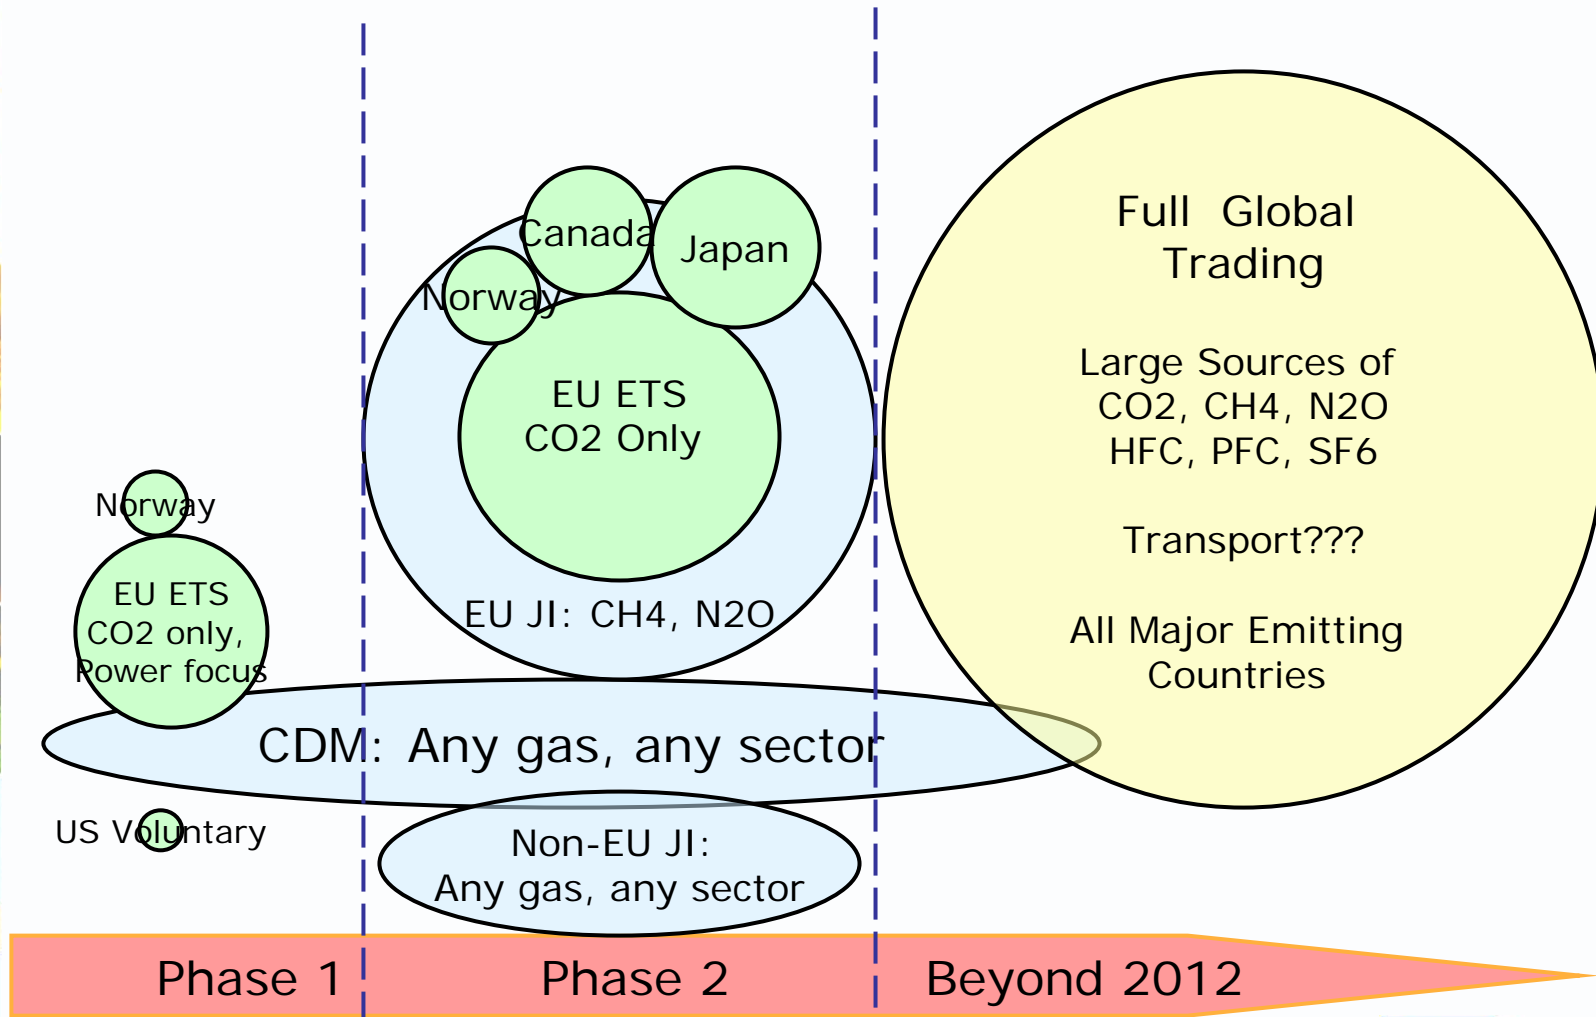 Norway
EU ETS
CO2 only,
Power focus
US Voluntary
Canada
Japan
Norway
EU ETS
CO2 Only
EU JI: CH4, N2O
CDM: Any gas, any sector
Non-EU JI:
Any gas, any sector
Full Global
Trading
Large Sources of
CO2, CH4, N2O
HFC, PFC, SF6
Transport???
All Major Emitting
Countries
Phase 1
Phase 2
Beyond 2012